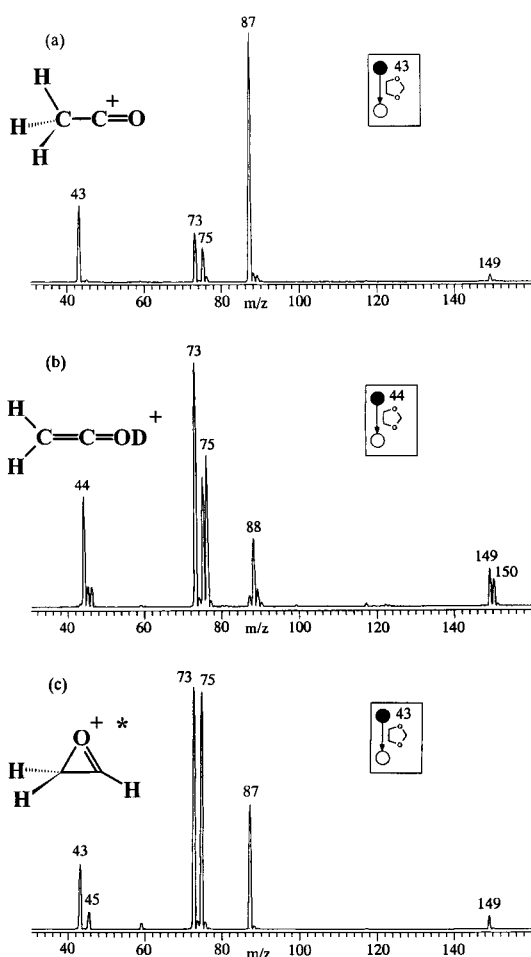 (a)
87
43
O
O
H
+
H C C=O
H
43
73
75
149
40 60 80 100 120 140
m/z
(b)
73
44
O
O
H
+
C=C=OD
H
75
44
88
149
150
40 60 80 100 120 140
m/z
(c)
73 75
43
O
O
+ *
O
H
H H
87
43
45
149
40 60 80 100 120 140
m/z